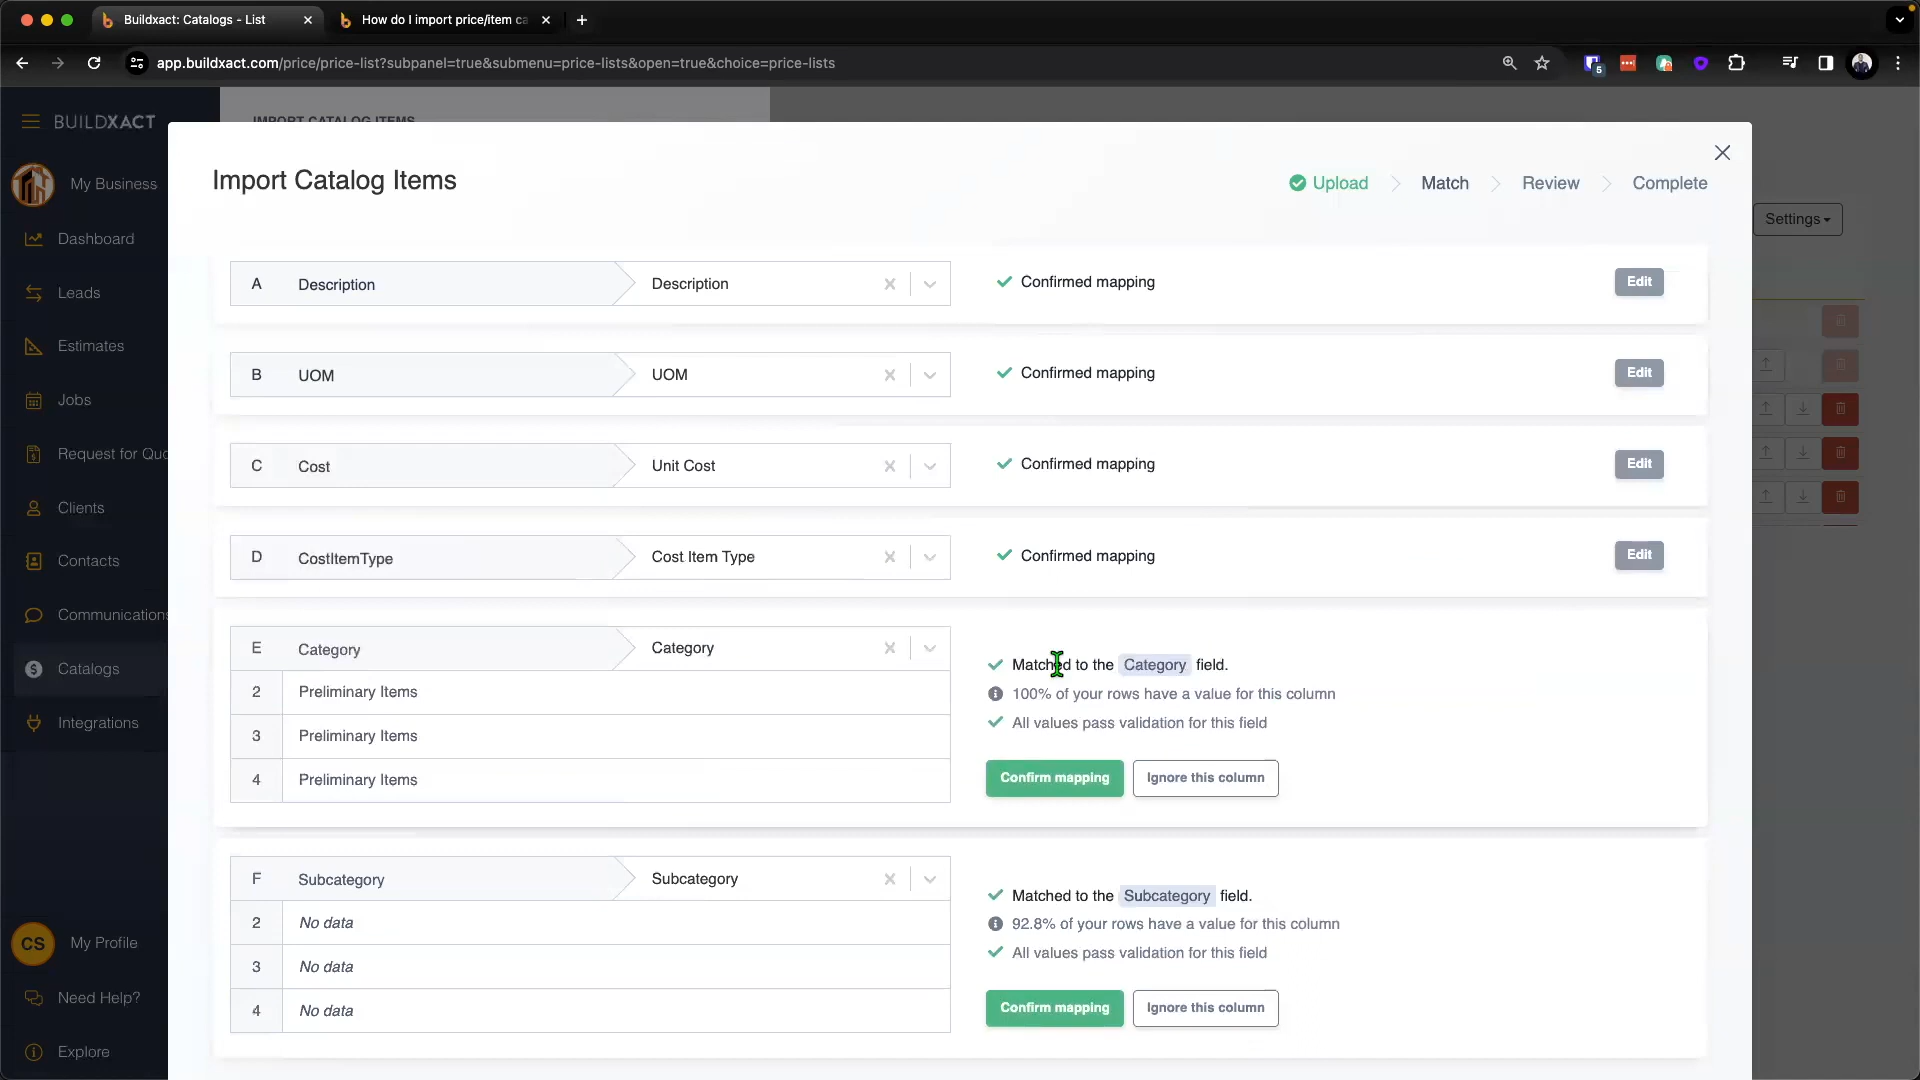 Buildxact: Catalogs - List
How do I import price/item ca
app.buildxact.com/price/price-list?subpanel=true&submenu=price-lists&open=true&choice=price-lists
5
BUILDXACT
IMPORT CATALOG ITEMS
My Business
Dashboard
Leads
Estimates
Jobs
Request for Quo
Clients
Contacts
Communications
Catalogs
Integrations
CS
My Profile
Need Help?
Explore
Settings
Import Catalog Items
Upload
Match
Review
Complete
A Description Description Confirmed mapping Edit
B UOM UOM Confirmed mapping Edit
C Cost Unit Cost Confirmed mapping Edit
D CostItemType Cost Item Type Confirmed mapping Edit
E Category Category
2 Preliminary Items
3 Preliminary Items
4 Preliminary Items
Matched to the Category field.
100% of your rows have a value for this column
All values pass validation for this field
Confirm mapping
Ignore this column
F Subcategory Subcategory
2 No data
3 No data
4 No data
Matched to the Subcategory field.
92.8% of your rows have a value for this column
All values pass validation for this field
Confirm mapping
Ignore this column